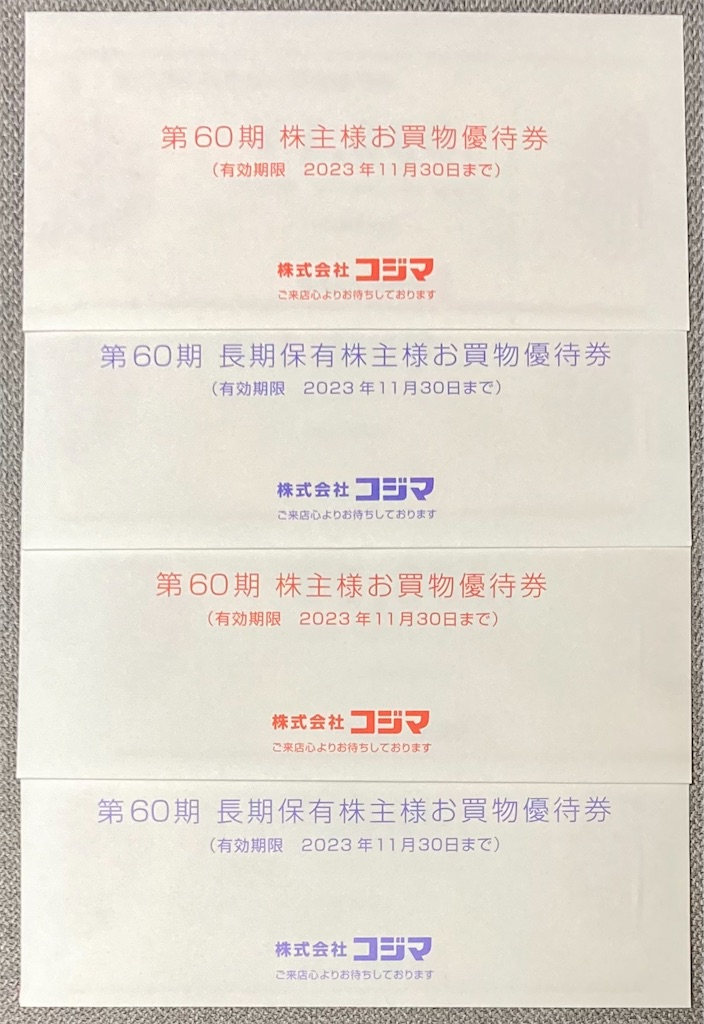 第60期 株主様お買物優待券
（有効期限　2023年11月30日まで）
株式会社 コジマ
ご来店心よりお待ちしております
第60期 長期保有株主様お買物優待券
（有効期限　2023年11月30日まで）
株式会社 コジマ
ご来店心よりお待ちしております
第60期 株主様お買物優待券
（有効期限　2023年11月30日まで）
株式会社 コジマ
ご来店心よりお待ちしております
第60期 長期保有株主様お買物優待券
（有効期限　2023年11月30日まで）
株式会社 コジマ
ご来店心よりお待ちしております